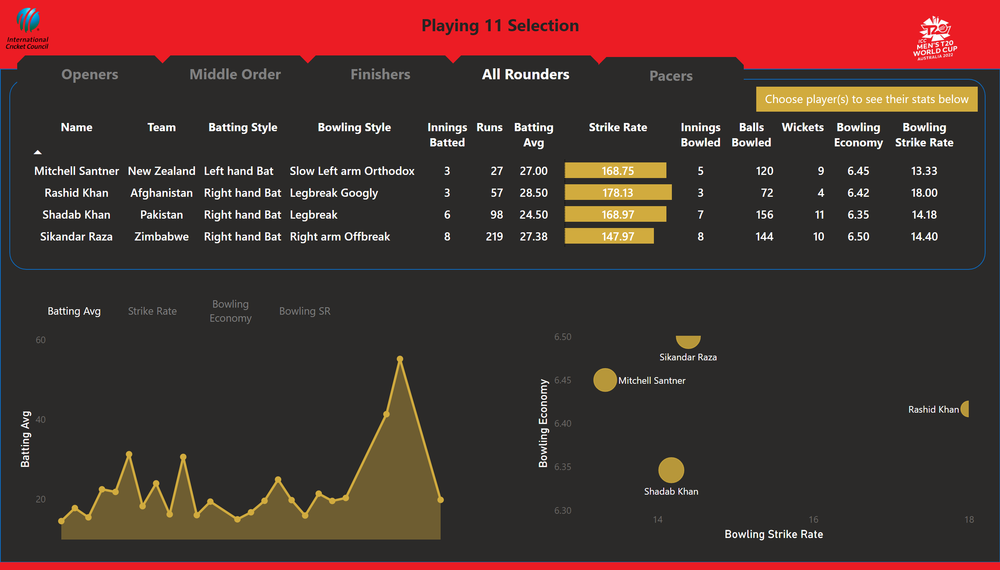 International
Cricket Council
Playing 11 Selection
T20
ICC
MEN'S T20
WORLD CUP
AUSTRALIA 2022
Openers
Middle Order
Finishers
All Rounders
Pacers
Choose player(s) to see their stats below
Name Team Batting Style Bowling Style Innings Batted Runs Batting Avg Strike Rate Innings Bowled Balls Bowled Wickets Bowling Economy Bowling Strike Rate
Mitchell Santner New Zealand Left hand Bat Slow Left arm Orthodox 3 27 27.00 168.75 5 120 9 6.45 13.33
Rashid Khan Afghanistan Right hand Bat Legbreak Googly 3 57 28.50 178.13 3 72 4 6.42 18.00
Shadab Khan Pakistan Right hand Bat Legbreak 6 98 24.50 168.97 7 156 11 6.35 14.18
Sikandar Raza Zimbabwe Right hand Bat Right arm Offbreak 8 219 27.38 147.97 8 144 10 6.50 14.40
Batting Avg
Strike Rate
Bowling
Economy
Bowling SR
Batting Avg
60
40
20
Bowling Economy
6.50
6.45
6.40
6.35
6.30
Sikandar Raza
Mitchell Santner
Rashid Khan
Shadab Khan
14 16 18
Bowling Strike Rate